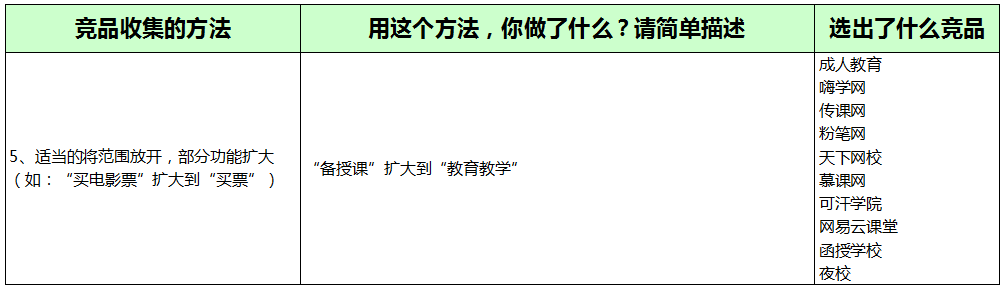 竞品收集的方法
用这个方法，你做了什么？请简单描述
选出了什么竞品
5、适当的将范围放开，部分功能扩大
（如：“买电影票”扩大到“买票”）
“备授课”扩大到“教育教学”
成人教育
嗨学网
传课网
粉笔网
天下网校
慕课网
可汗学院
网易云课堂
函授学校
夜校